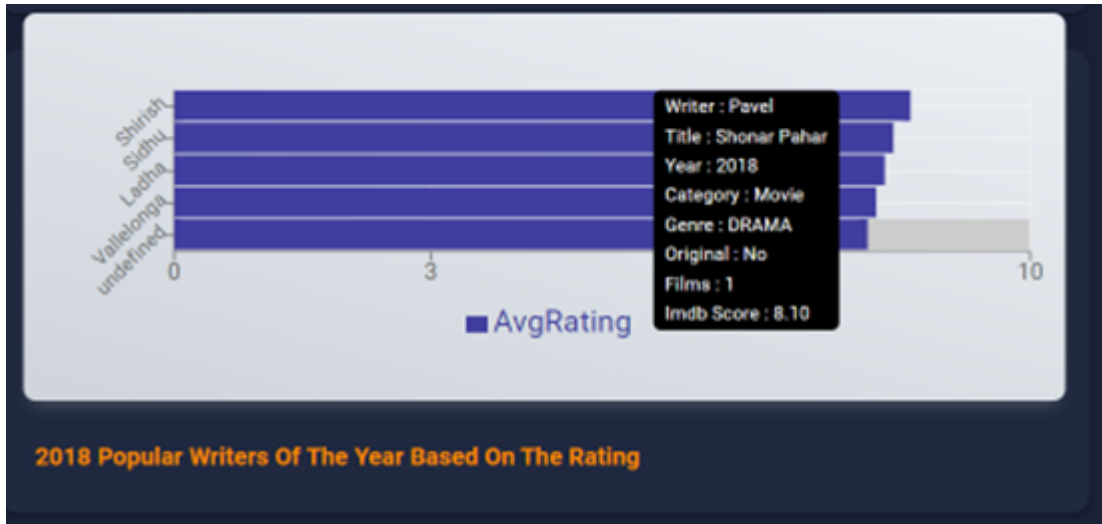 Shirish
Sidhu
Ladha
Vallelonga
undefined
0
3
10
AvgRating
Writer : Pavel
Title : Shonar Pahar
Year : 2018
Category : Movie
Genre : DRAMA
Original : No
Films : 1
Imdb Score : 8.10
2018 Popular Writers Of The Year Based On The Rating